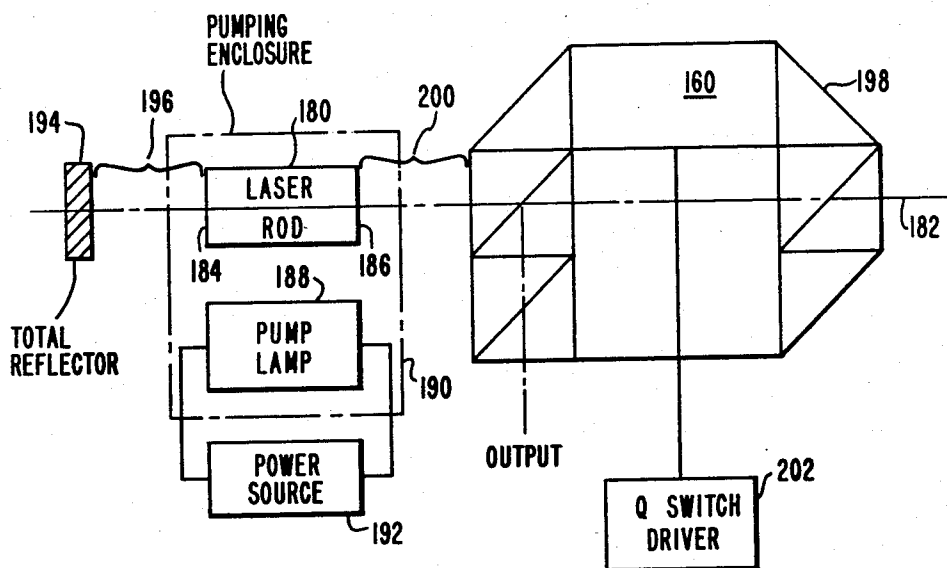 PUMPING
ENCLOSURE
194
196
180
200
160
198
LASER
ROD
184
186
182
188
TOTAL
REFLECTOR
PUMP
LAMP
190
POWER
SOURCE
192
OUTPUT
202
Q SWITCH
DRIVER